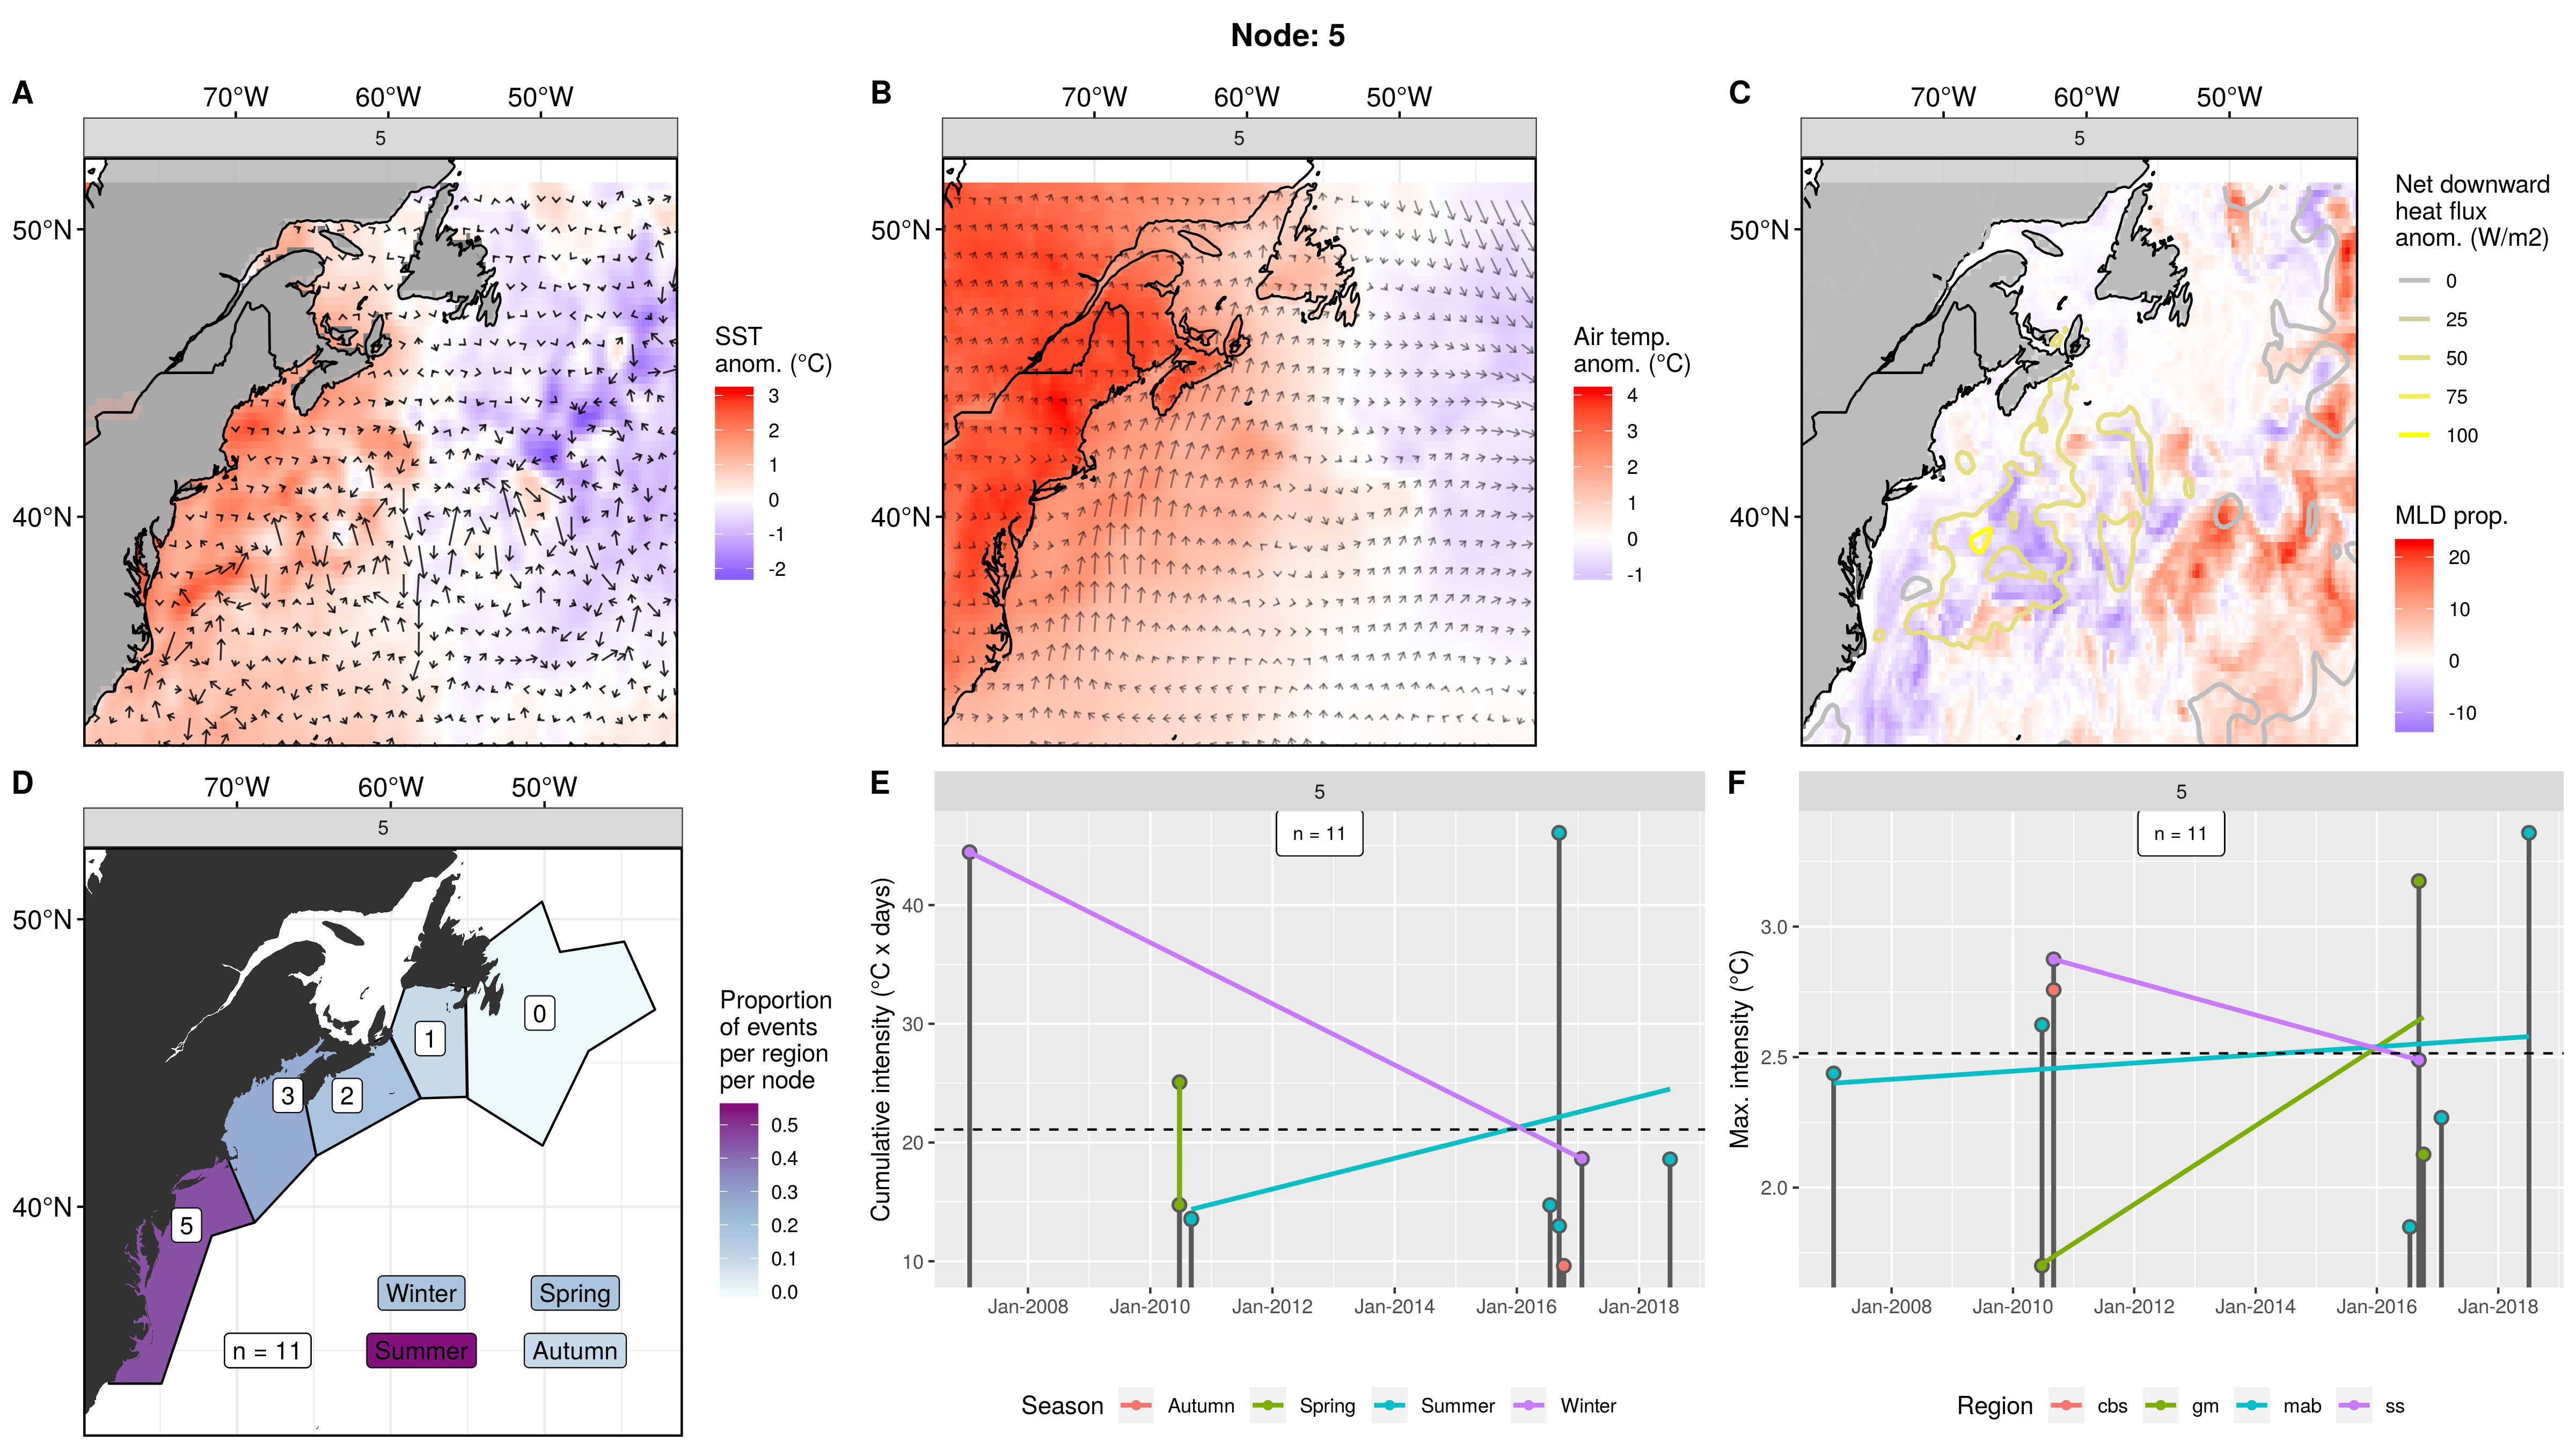 Node: 5
A
70°W 60°W 50°W
5
50°N
40°N
SST
anom. (°C)
3
2
1
0
-1
-2
B
70°W 60°W 50°W
5
50°N
40°N
Air temp.
anom. (°C)
4
3
2
1
0
-1
C
70°W 60°W 50°W
5
50°N
40°N
Net downward
heat flux
anom. (W/m2)
0
25
50
75
100
MLD prop.
20
10
0
-10
D
70°W 60°W 50°W
5
50°N
40°N
0
1
3
2
5
Winter Spring
n = 11 Summer Autumn
Proportion
of events
per region
per node
0.5
0.4
0.3
0.2
0.1
0.0
E
5
n = 11
Cumulative intensity (°C x days)
40
30
20
10
Jan-2008 Jan-2010 Jan-2012 Jan-2014 Jan-2016 Jan-2018
Season Autumn Spring Summer Winter
F
5
n = 11
Max. intensity (°C)
3.0
2.5
2.0
Jan-2008 Jan-2010 Jan-2012 Jan-2014 Jan-2016 Jan-2018
Region cbs gm mab ss